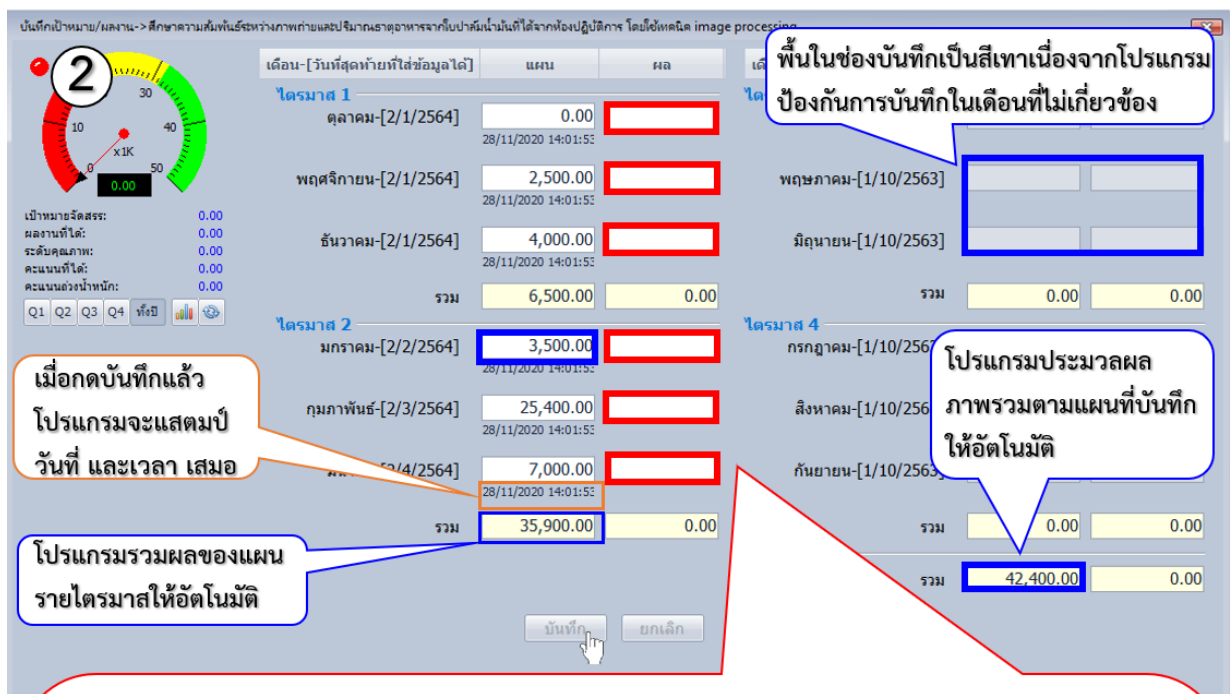 บันทึกเป้าหมาย/ผลงาน->ศึกษาความสัมพันธ์ระหว่างภาพถ่ายและปริมาณธาตุอาหารจากใบปาล์มน้ำมันที่ได้จากห้องปฏิบัติการ โดยใช้เทคนิค image processing
2
30
10
40
x1K
0
50
0.00
เป้าหมายจัดสรร: 0.00
ผลงานที่ได้: 0.00
ระดับคุณภาพ: 0.00
คะแนนที่ได้: 0.00
คะแนนถ่วงน้ำหนัก: 0.00
Q1 Q2 Q3 Q4 ทั้งปี
เดือน-[วันที่สุดท้ายที่ใส่ข้อมูลได้] แผน ผล
ไตรมาส 1
ตุลาคม-[2/1/2564] 0.00
28/11/2020 14:01:53
พฤศจิกายน-[2/1/2564] 2,500.00
28/11/2020 14:01:53
ธันวาคม-[2/1/2564] 4,000.00
28/11/2020 14:01:53
รวม 6,500.00 0.00
ไตรมาส 2
มกราคม-[2/2/2564] 3,500.00
28/11/2020 14:01:53
กุมภาพันธ์-[2/3/2564] 25,400.00
28/11/2020 14:01:53
[2/4/2564] 7,000.00
28/11/2020 14:01:53
รวม 35,900.00 0.00
พื้นในช่องบันทึกเป็นสีเทาเนื่องจากโปรแกรม
ป้องกันการบันทึกในเดือนที่ไม่เกี่ยวข้อง
พฤษภาคม-[1/10/2563]
มิถุนายน-[1/10/2563]
รวม 0.00 0.00
ไตรมาส 4
กรกฎาคม-[1/10/256
สิงหาคม-[1/10/256
กันยายน-[1/10/2563]
รวม 0.00 0.00
รวม 42,400.00 0.00
เมื่อกดบันทึกแล้ว
โปรแกรมจะแสตมป์
วันที่ และเวลา เสมอ
โปรแกรมรวมผลของแผน
รายไตรมาสให้อัตโนมัติ
โปรแกรมประมวลผล
ภาพรวมตามแผนที่บันทึก
ให้อัตโนมัติ
บันทึก ยกเลิก